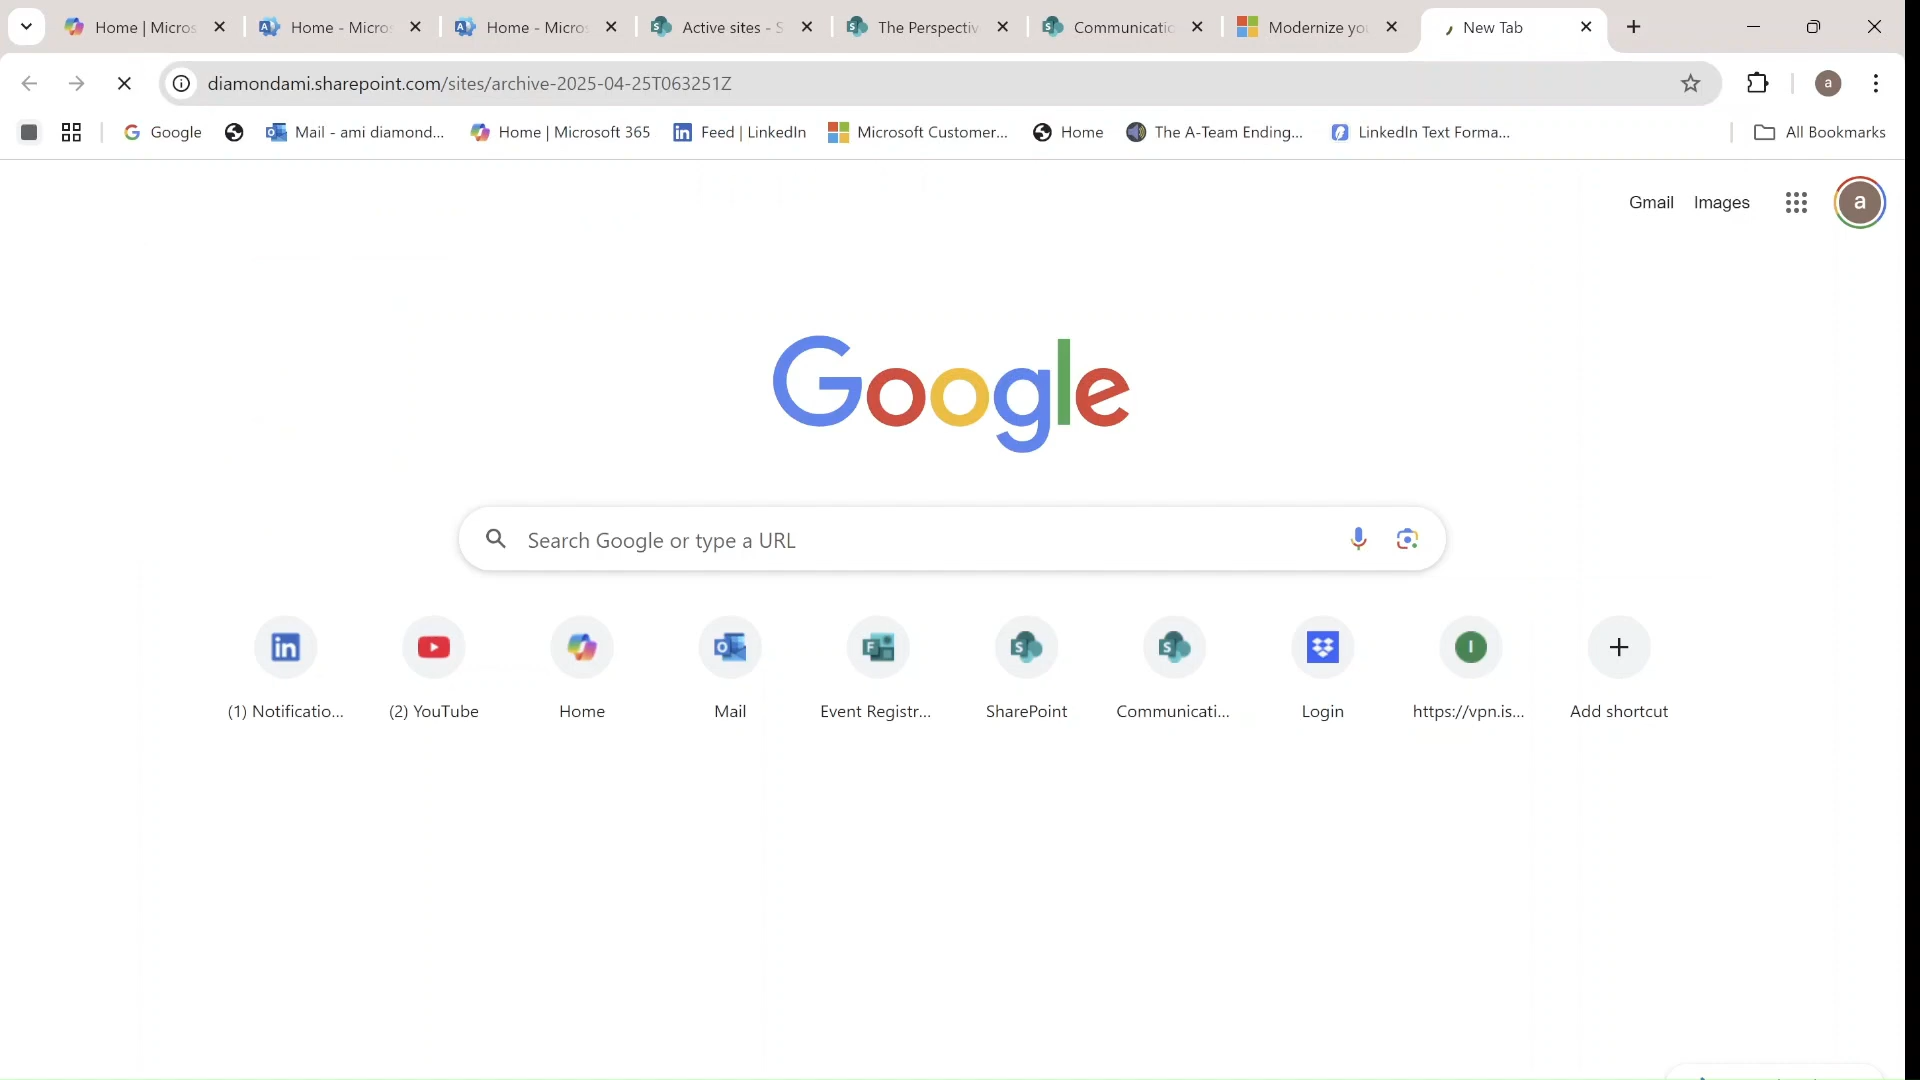 Home | Micros
Home - Micros
Home - Micros
Active sites - S
The Perspectiv
Communicatic
Modernize you
New Tab
diamondami.sharepoint.com/sites/archive-2025-04-25T063251Z
a
Google
Mail - ami diamond...
Home | Microsoft 365
Feed | LinkedIn
Microsoft Customer...
Home
The A-Team Ending...
LinkedIn Text Forma...
All Bookmarks
Gmail
Images
a
Google
Search Google or type a URL
(1) Notificatio...
(2) YouTube
Home
Mail
Event Registr...
SharePoint
Communicati...
Login
I
https://vpn.is...
Add shortcut